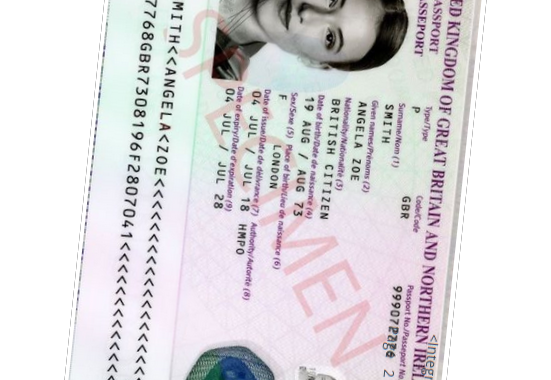 ED KINGDOM OF GREAT BRITAIN AND NORTHERN IREL
PASSPORT
PASSEPORT
Type/Type
P
Code/Code
GBR
Passport No./Passeport No.
Surname/Nom (1)
SMITH
Given names/Prénoms (2)
ANGELA ZOE
Nationality/Nationalité (3)
BRITISH CITIZEN
Date of birth/Date de naissance (4)
19 AUG / AUG 73
Sex/Sexe (5) Place of birth/Lieu de naissance (6)
F LONDON
Date of issue/Date de délivrance (7) Authority/Autorité (8)
04 JUL / JUL 18 HMPO
Date of expiry/Date d'expiration (9)
04 JUL / JUL 28
SPECIMEN
MITH<<ANGELA<ZOE<<<<<<<<<<<<<<<
7768GBR7308196F2807041<<<<<<<<<